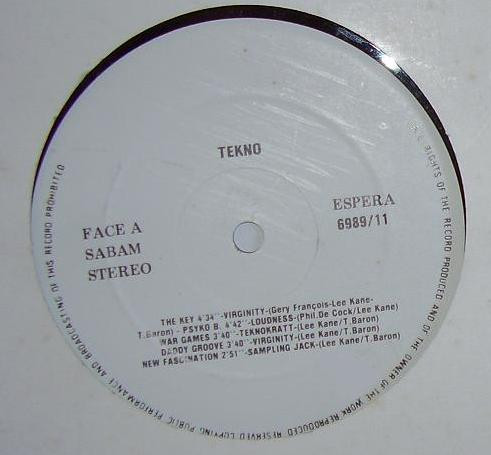 TEKNO
FACE A
SABAM
STEREO
ESPERA
6989/11
THE KEY 4'34''-VIRGINITY-(Gery François-Lee Kane-
T.Baron) - PSYKO B. 4'42''-LOUDNESS-(Phil.De Cock/Lee Kane)
WAR GAMES 3'40''-TEKNOKRATT-(Lee Kane/T.Baron)
DADDY GROOVE 3'40''-VIRGINITY-(Lee Kane/T.Baron)
NEW FASCINATION 2'51''-SAMPLING JACK-(Lee Kane/T.Baron)
RIGHTS OF THE RECORD PRODUCED AND OF THE OWNER OF THE WORK REPRODUCED RESERVED COPYING PUBLIC PERFORMANCE AND BROADCASTING OF THIS RECORD PROHIBITED